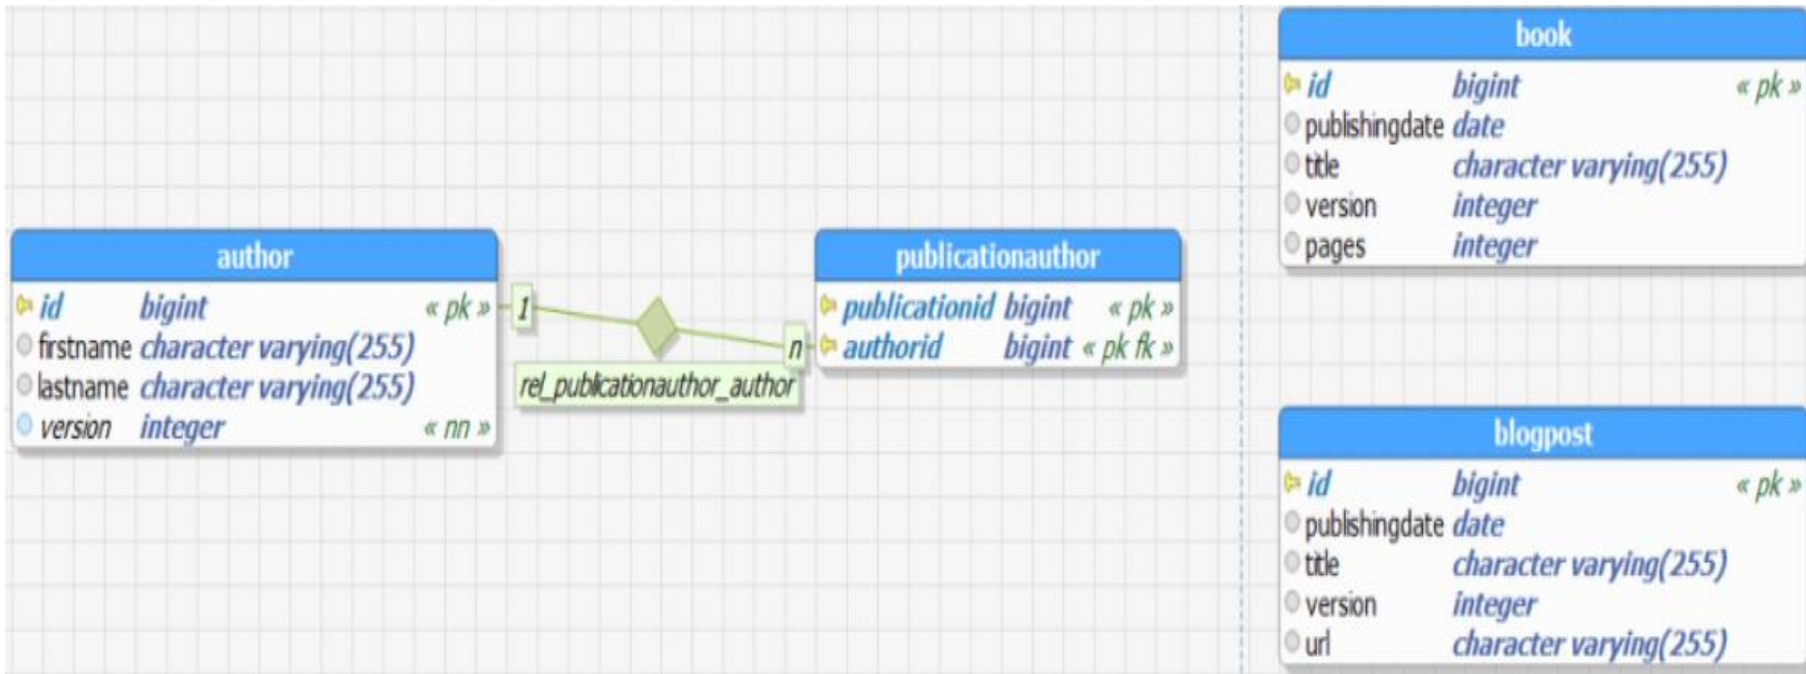 author
id bigint « pk »
firstname character varying(255)
lastname character varying(255)
version integer « nn »
1
n
rel_publicationauthor_author
publicationauthor
publicationid bigint « pk »
authorid bigint « pk fk »
book
id bigint « pk »
publishingdate date
title character varying(255)
version integer
pages integer
blogpost
id bigint « pk »
publishingdate date
title character varying(255)
version integer
url character varying(255)